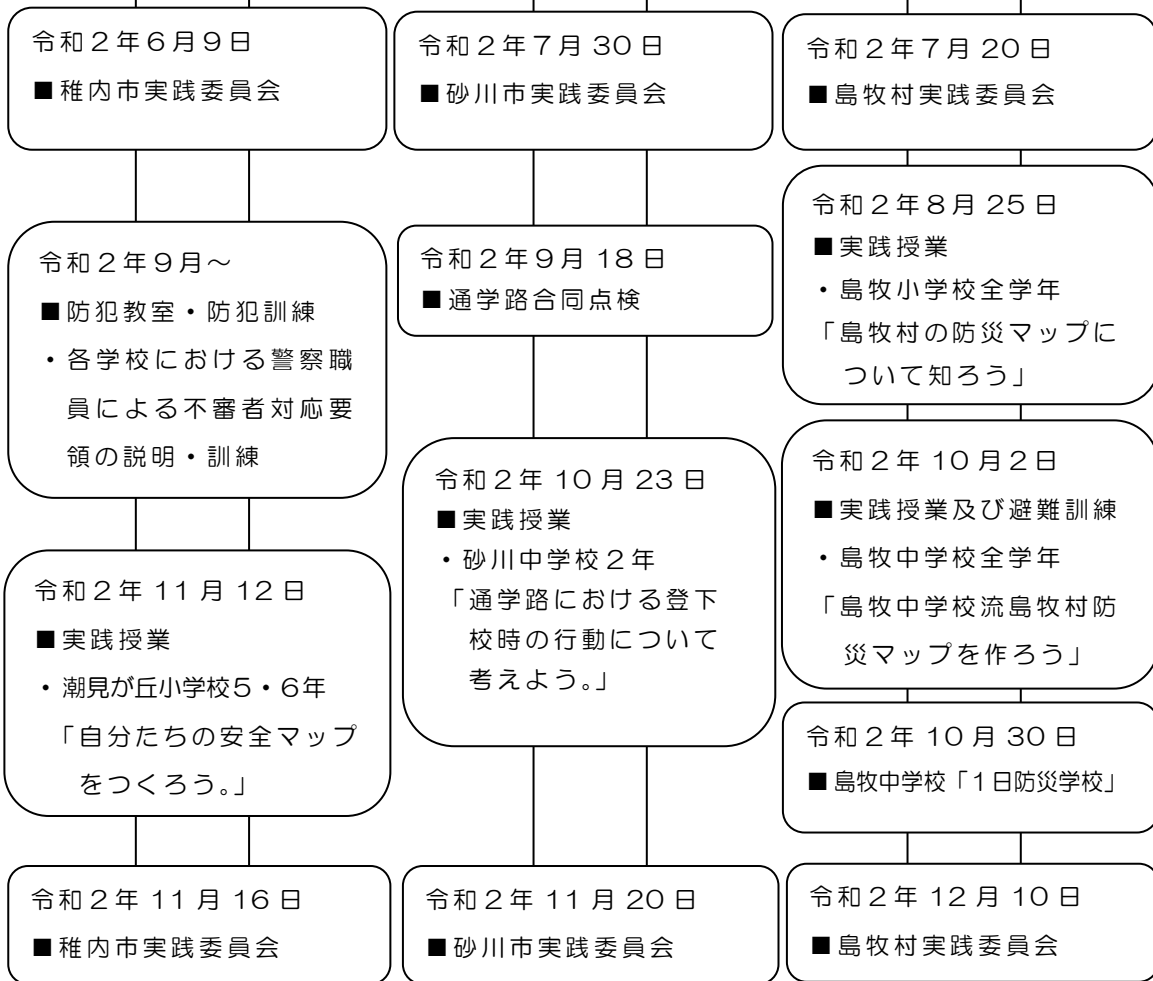 令和２年６月９日
■稚内市実践委員会
令和２年９月～
■防犯教室・防犯訓練
・各学校における警察職
員による不審者対応要
領の説明・訓練
令和２年 11 月 12 日
■実践授業
・潮見が丘小学校５・６年
「自分たちの安全マップ
をつくろう。」
令和２年 11 月 16 日
■稚内市実践委員会
令和２年７月 30 日
■砂川市実践委員会
令和２年９月 18 日
■通学路合同点検
令和２年 10 月 23 日
■実践授業
・砂川中学校２年
「通学路における登下
校時の行動について
考えよう。」
令和２年 11 月 20 日
■砂川市実践委員会
令和２年７月 20 日
■島牧村実践委員会
令和２年８月 25 日
■実践授業
・島牧小学校全学年
「島牧村の防災マップに
ついて知ろう」
令和２年 10 月２日
■実践授業及び避難訓練
・島牧中学校全学年
「島牧中学校流島牧村防
災マップを作ろう」
令和２年 10 月 30 日
■島牧中学校「１日防災学校」
令和２年 12 月 10 日
■島牧村実践委員会